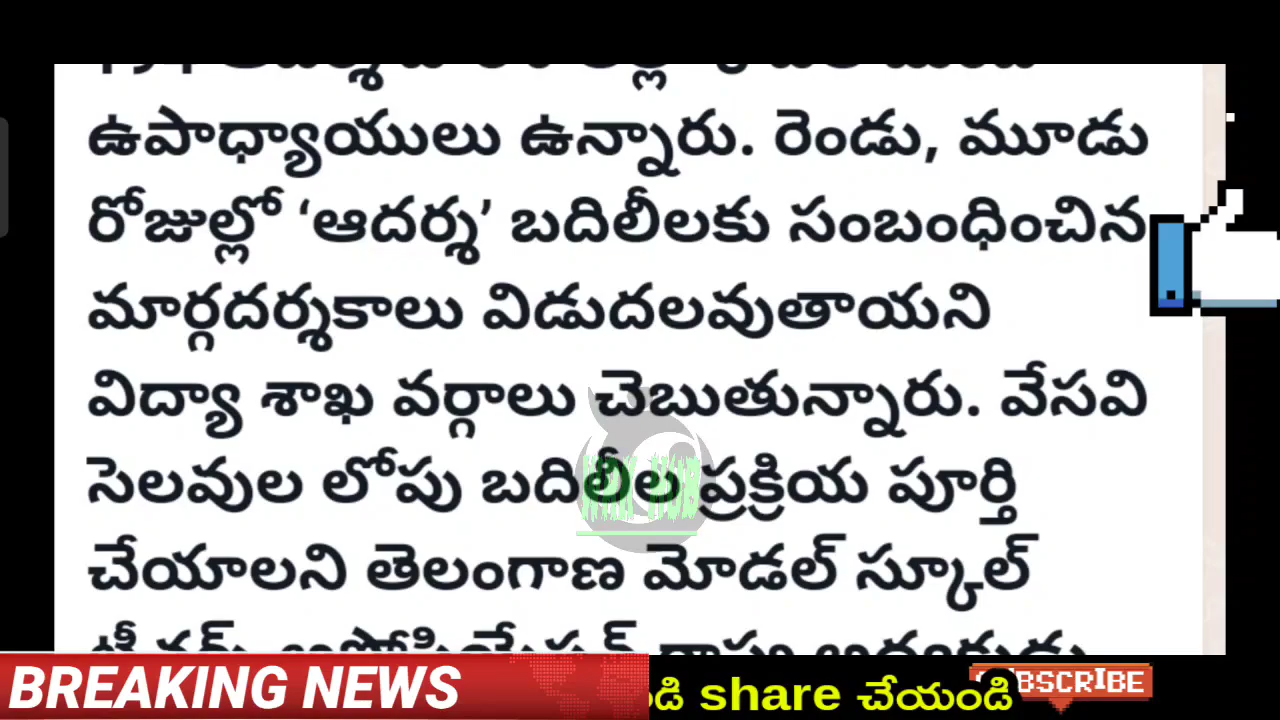 ఉపాధ్యాయులు ఉన్నారు. రెండు, మూడు
రోజుల్లో ‘ఆదర్శ’ బదిలీలకు సంబంధించిన
మార్గదర్శకాలు విడుదలవుతాయని
విద్యా శాఖ వర్గాలు చెబుతున్నారు. వేసవి
సెలవుల లోపు బదిలీల ప్రక్రియ పూర్తి
చేయాలని తెలంగాణ మోడల్ స్కూల్
BREAKING NEWS
share చేయండి